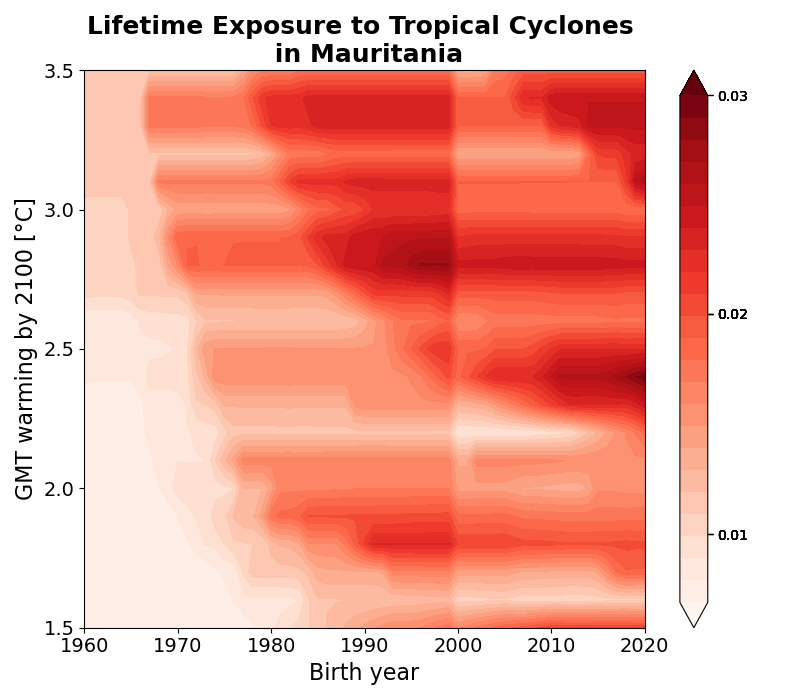 Lifetime Exposure to Tropical Cyclones
in Mauritania
GMT warming by 2100 [°C]
3.5
3.0
2.5
2.0
1.5
1960 1970 1980 1990 2000 2010 2020
Birth year
0.03
0.02
0.01